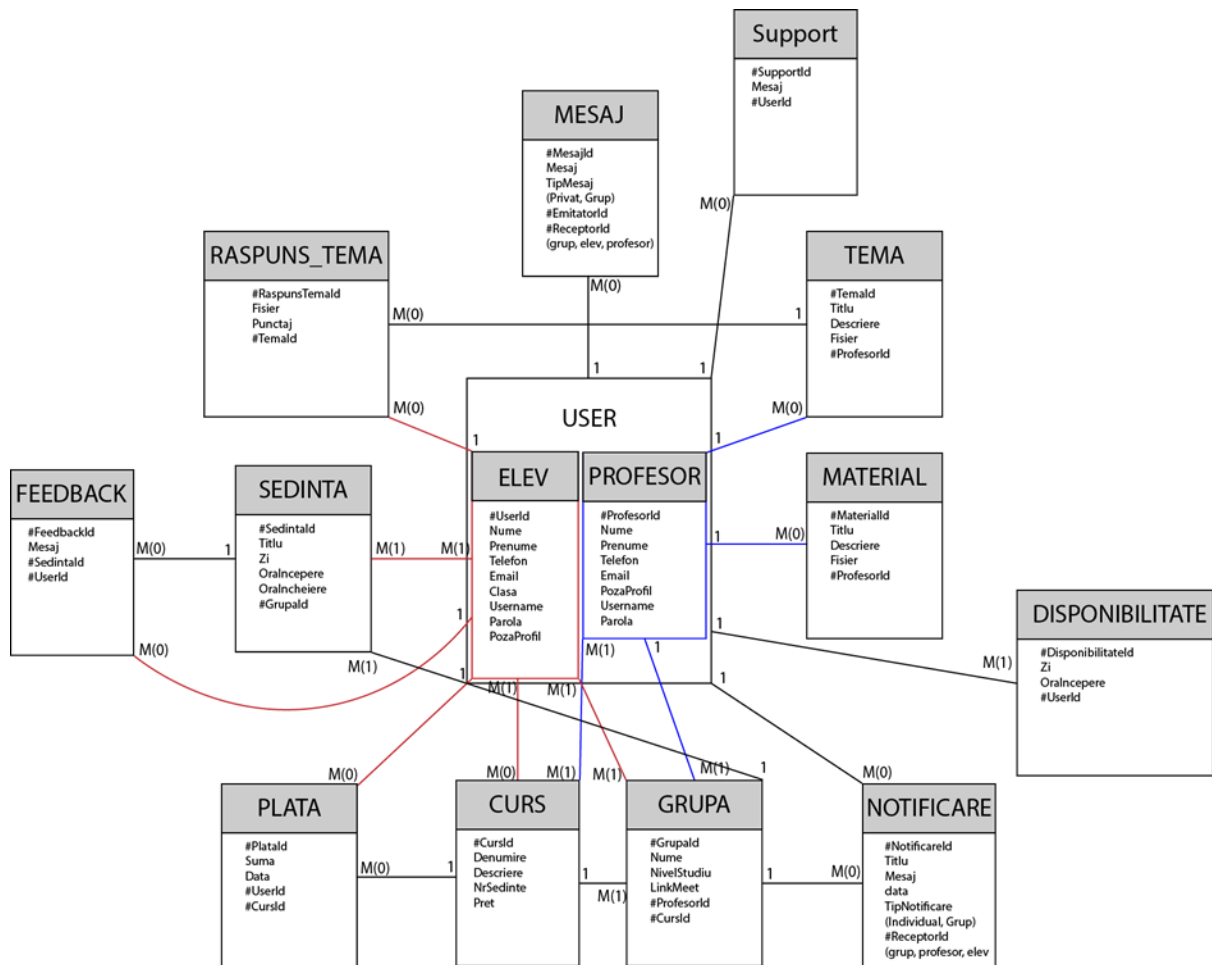 Support
#SupportId
Mesaj
#UserId
M(0)
1
MESAJ
#MesajId
Mesaj
TipMesaj
(Privat, Grup)
#EmitatorId
#ReceptorId
(grup, elev, profesor)
M(0)
1
RASPUNS_TEMA
#RaspunsTemaId
Fisier
Punctaj
#TemaId
M(0)
1
M(0)
1
TEMA
#TemaId
Titlu
Descriere
Fisier
#ProfesorId
M(0)
1
USER
ELEV
#UserId
Nume
Prenume
Telefon
Email
Clasa
Username
Parola
PozaProfil
PROFESOR
#ProfesorId
Nume
Prenume
Telefon
Email
PozaProfil
Username
Parola
FEEDBACK
#FeedbackId
Mesaj
#SedintaId
#UserId
M(0)
1
M(0)
1
SEDINTA
#SedintaId
Titlu
Zi
OraIncepere
OraIncheiere
#GrupaId
M(1)
M(1)
M(1)
1
MATERIAL
#MaterialId
Titlu
Descriere
Fisier
#ProfesorId
1
M(0)
DISPONIBILITATE
#DisponibilitateId
Zi
OraIncepere
#UserId
1
M(1)
1
M(1)
M(1)
M(1)
1
1
M(0)
M(0)
M(1)
M(1)
M(1)
M(0)
PLATA
#PlataId
Suma
Data
#UserId
#CursId
M(0)
1
CURS
#CursId
Denumire
Descriere
NrSedinte
Pret
1
M(1)
GRUPA
#GrupaId
Nume
NivelStudiu
LinkMeet
#ProfesorId
#CursId
1
M(0)
NOTIFICARE
#NotificareId
Titlu
Mesaj
data
TipNotificare
(Individual, Grup)
#ReceptorId
(grup, profesor, elev